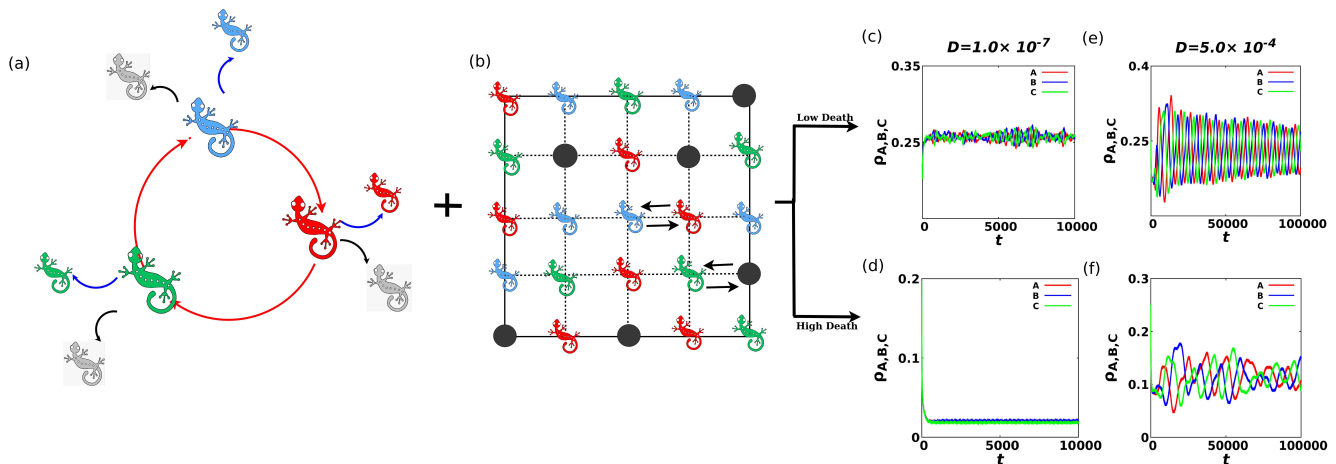 (a)
(b)
Low Death
High Death
(c)
D=1.0× 10⁻⁷
0.35
0.25
ρA,B,C
A
B
C
0
5000
10000
t
(e)
D=5.0× 10⁻⁴
0.4
0.25
ρA,B,C
A
B
C
0
50000
100000
t
(d)
0.2
0.1
0
ρA,B,C
A
B
C
0
5000
10000
t
(f)
0.3
0.2
0.1
0
ρA,B,C
A
B
C
0
50000
100000
t